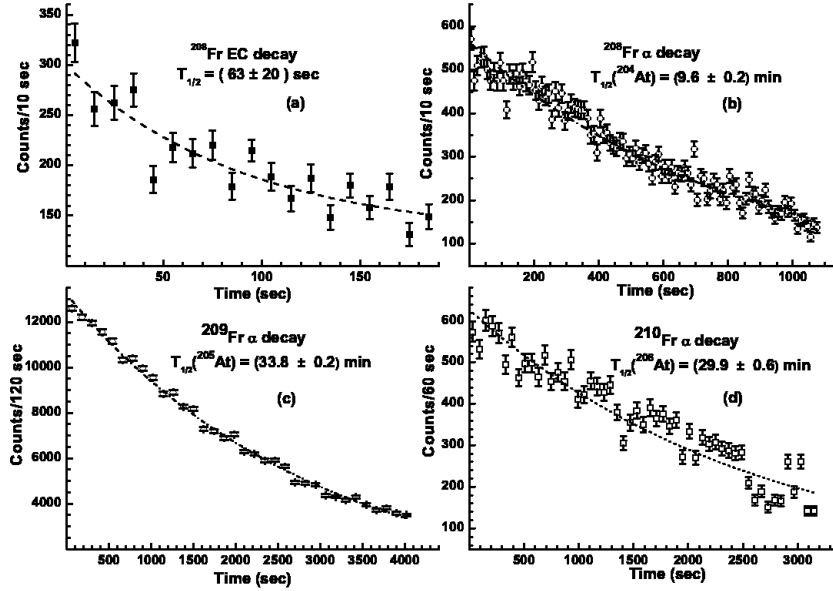 350
300
250
200
150
100
50
100
150
Counts/10 sec
Time (sec)
²⁰⁸Fr EC decay
T₁/₂ = ( 63 ± 20 ) sec
(a)
600
500
400
300
200
100
200
400
600
800
1000
Counts/10 sec
Time (sec)
²⁰⁸Fr α decay
T₁/₂(²⁰⁴At) = (9.6 ± 0.2) min
(b)
12000
10000
8000
6000
4000
500
1000
1500
2000
2500
3000
3500
4000
Counts/120 sec
Time (sec)
²⁰⁹Fr α decay
T₁/₂(²⁰⁵At) = (33.8 ± 0.2) min
(c)
600
500
400
300
200
100
500
1000
1500
2000
2500
3000
Counts/60 sec
Time (sec)
²¹⁰Fr α decay
T₁/₂(²⁰⁶At) = (29.9 ± 0.6) min
(d)